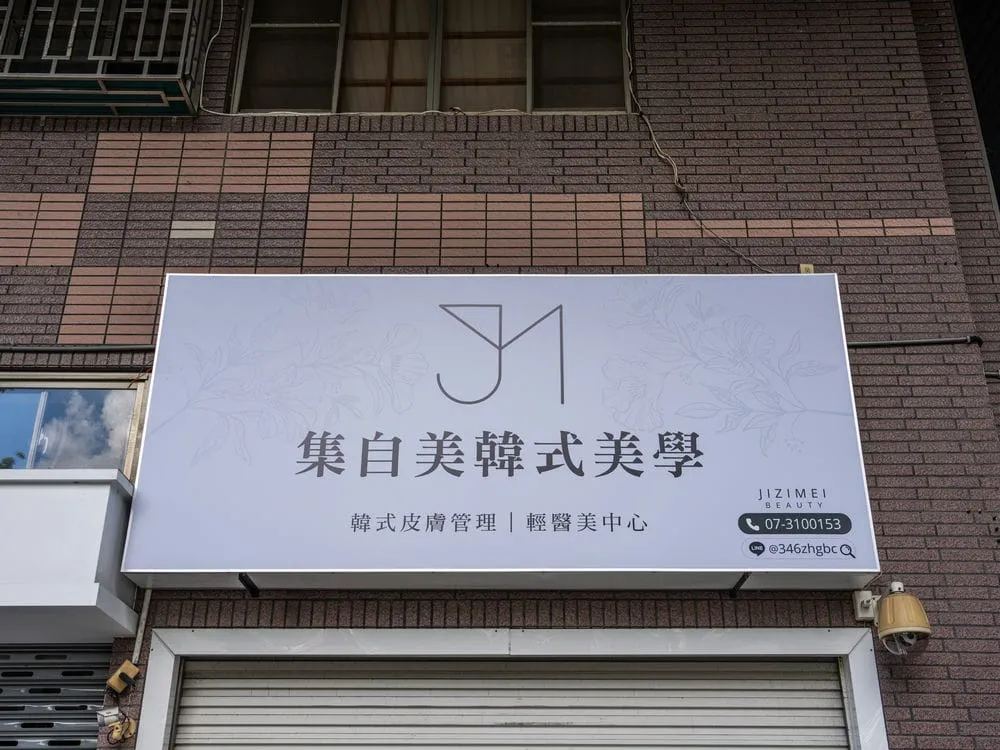 JM
集自美韓式美學
韓式皮膚管理｜輕醫美中心
JIZIMEI
BEAUTY
07-3100153
LINE @346zhgbc